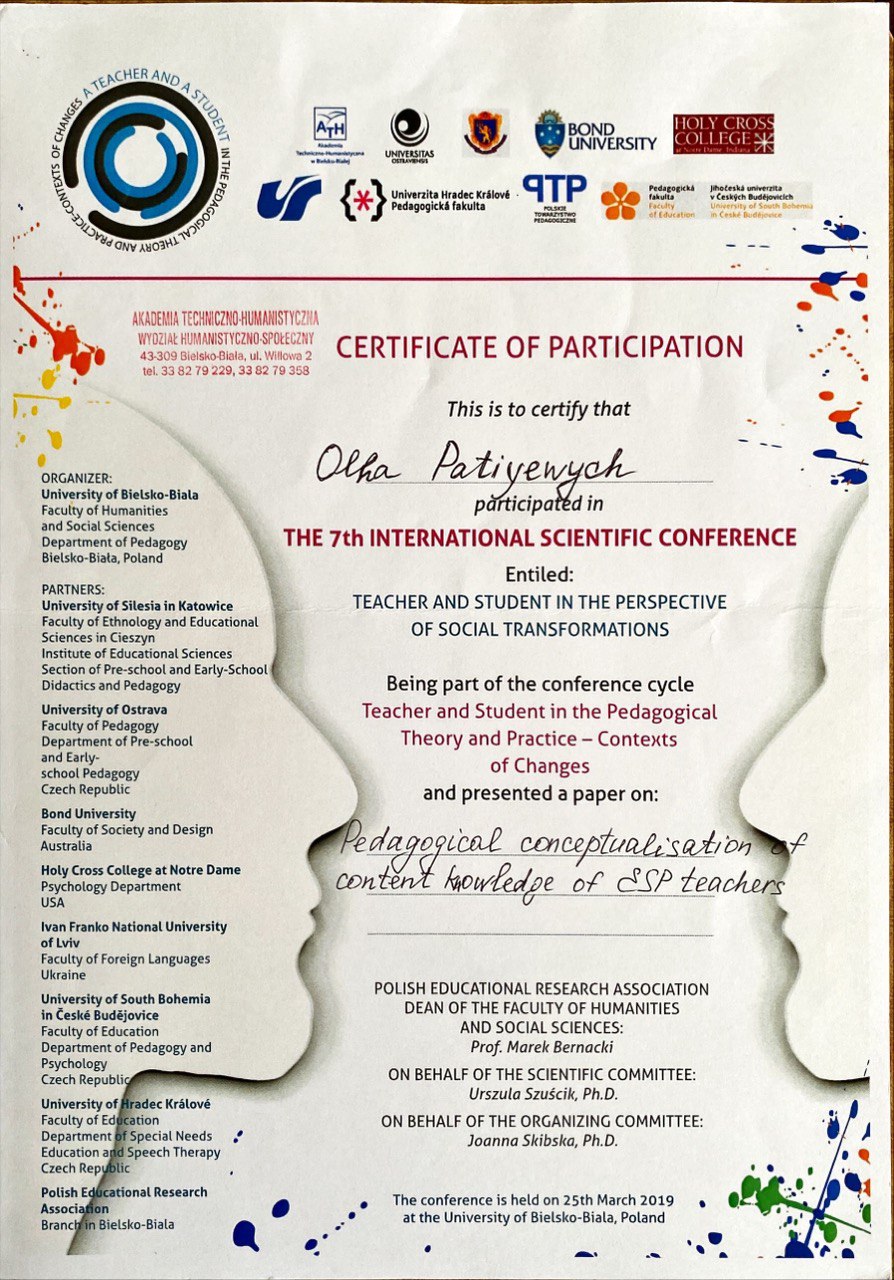 A TEACHER AND A STUDENT IN THE PEDAGOGICAL THEORY AND PRACTICE-CONTEXTS OF CHANGES
ATH
Akademia
Techniczno-Humanistyczna
w Bielsku-Białej
UNIVERSITAS
OSTRAVIENSIS
BOND
UNIVERSITY
HOLY CROSS
COLLEGE
at Notre Dame, Indiana
Univerzita Hradec Králové
Pedagogická fakulta
PTP
POLSKIE
TOWARZYSTWO
PEDAGOGICZNE
Pedagogická
fakulta
Faculty
of Education
Jihočeská univerzita
v Českých Budějovicích
University of South Bohemia
in České Budějovice
AKADEMIA TECHNICZNO-HUMANISTYCZNA
WYDZIAŁ HUMANISTYCZNO-SPOŁECZNY
43-309 Bielsko-Biała, ul. Willowa 2
tel. 33 82 79 229, 33 82 79 358
CERTIFICATE OF PARTICIPATION
This is to certify that
Olha Patiyevych
participated in
THE 7th INTERNATIONAL SCIENTIFIC CONFERENCE
Entiled:
TEACHER AND STUDENT IN THE PERSPECTIVE
OF SOCIAL TRANSFORMATIONS
Being part of the conference cycle
Teacher and Student in the Pedagogical
Theory and Practice – Contexts
of Changes
and presented a paper on:
Pedagogical conceptualisation of
content knowledge of ESP teachers
POLISH EDUCATIONAL RESEARCH ASSOCIATION
DEAN OF THE FACULTY OF HUMANITIES
AND SOCIAL SCIENCES:
Prof. Marek Bernacki
ON BEHALF OF THE SCIENTIFIC COMMITTEE:
Urszula Szuścik, Ph.D.
ON BEHALF OF THE ORGANIZING COMMITTEE:
Joanna Skibska, Ph.D.
The conference is held on 25th March 2019
at the University of Bielsko-Biala, Poland
ORGANIZER:
University of Bielsko-Biala
Faculty of Humanities
and Social Sciences
Department of Pedagogy
Bielsko-Biała, Poland
PARTNERS:
University of Silesia in Katowice
Faculty of Ethnology and Educational
Sciences in Cieszyn
Institute of Educational Sciences
Section of Pre-school and Early-School
Didactics and Pedagogy
University of Ostrava
Faculty of Pedagogy
Department of Pre-school
and Early-
school Pedagogy
Czech Republic
Bond University
Faculty of Society and Design
Australia
Holy Cross College at Notre Dame
Psychology Department
USA
Ivan Franko National University
of Lviv
Faculty of Foreign Languages
Ukraine
University of South Bohemia
in České Budějovice
Faculty of Education
Department of Pedagogy and
Psychology
Czech Republic
University of Hradec Králové
Faculty of Education
Department of Special Needs
Education and Speech Therapy
Czech Republic
Polish Educational Research
Association
Branch in Bielsko-Biala